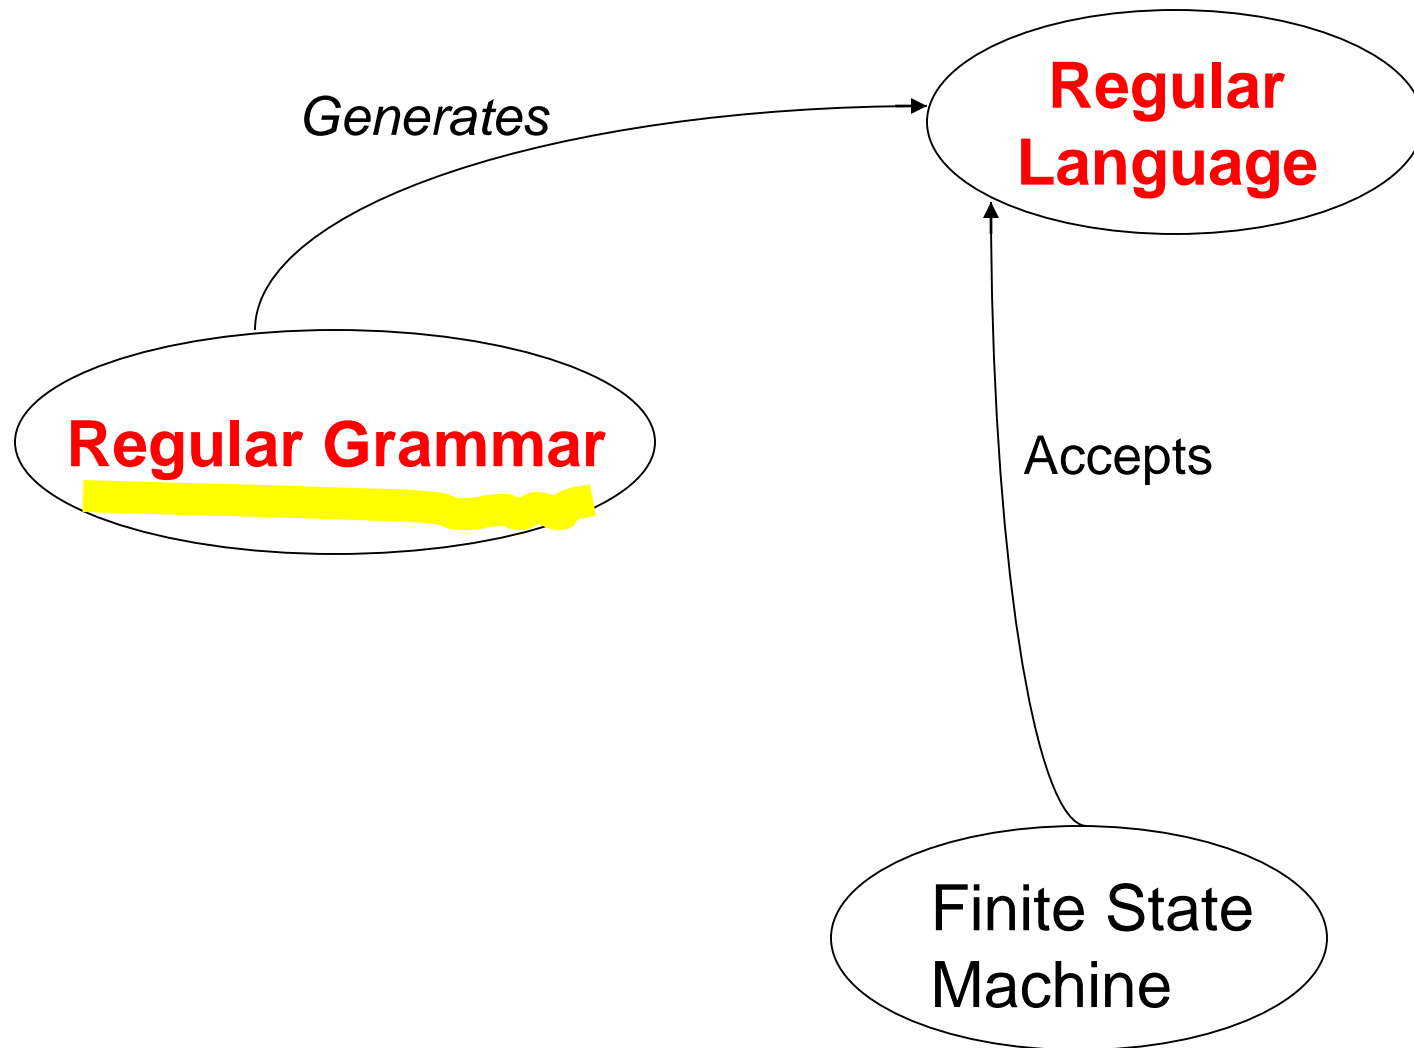 Regular
Language
Generates
Regular Grammar
Accepts
Finite State
Machine